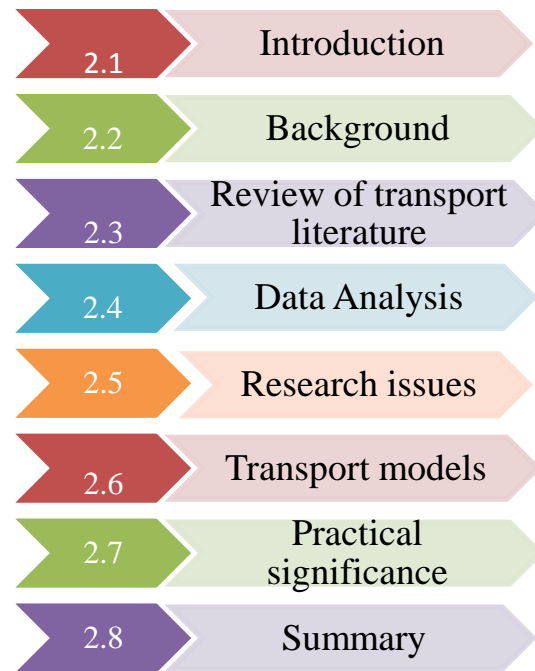 2.1
Introduction
2.2
Background
2.3
Review of transport
literature
2.4
Data Analysis
2.5
Research issues
2.6
Transport models
2.7
Practical
significance
2.8
Summary